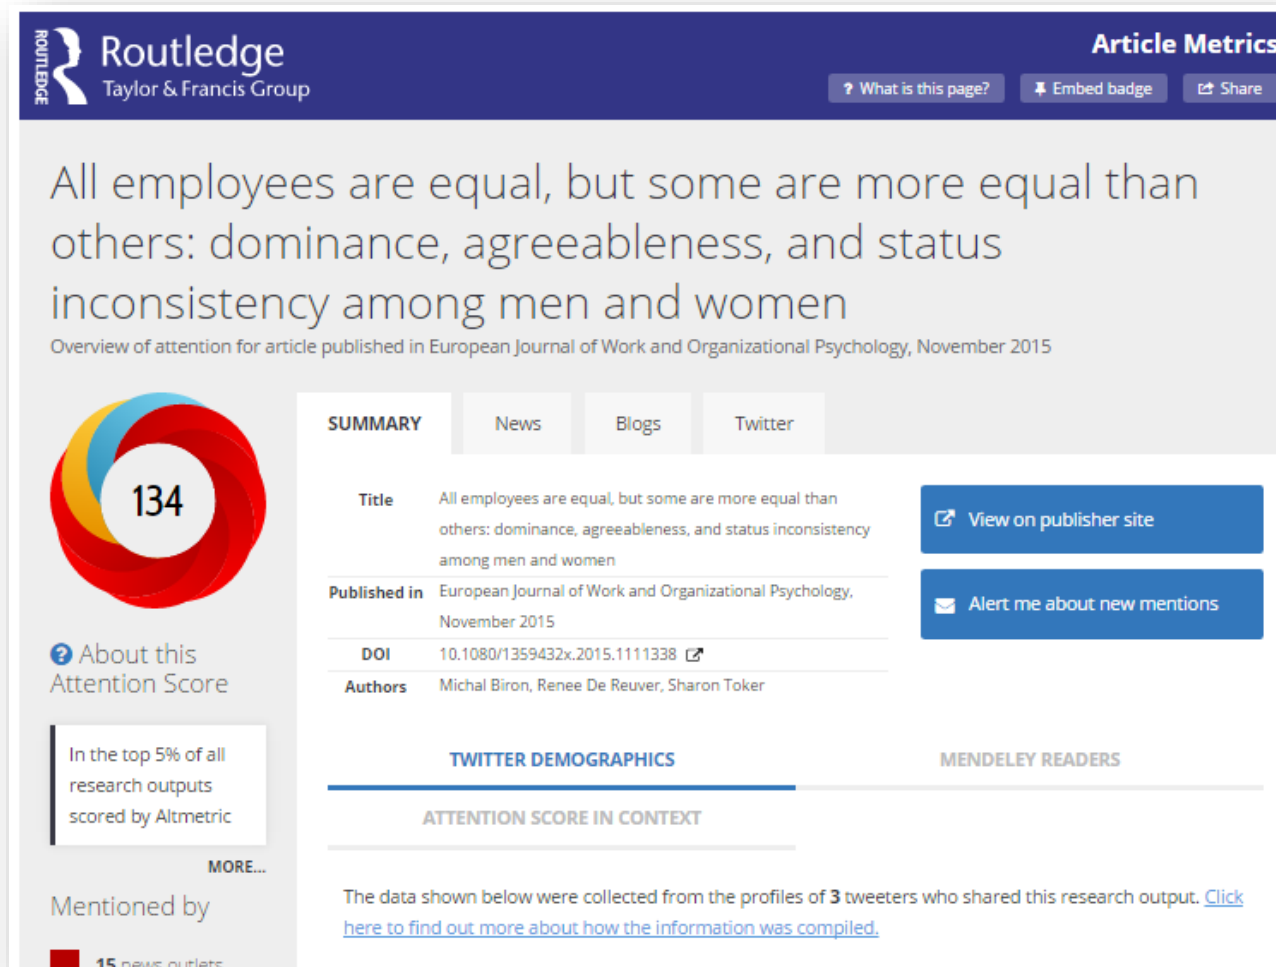 ROUTLEDGE
Routledge
Taylor & Francis Group
Article Metrics
? What is this page?
Embed badge
Share
All employees are equal, but some are more equal than
others: dominance, agreeableness, and status
inconsistency among men and women
Overview of attention for article published in European Journal of Work and Organizational Psychology, November 2015
134
? About this
Attention Score
In the top 5% of all
research outputs
scored by Altmetric
MORE...
Mentioned by
15 news outlets
SUMMARY
News
Blogs
Twitter
Title All employees are equal, but some are more equal than
others: dominance, agreeableness, and status inconsistency
among men and women
Published in European Journal of Work and Organizational Psychology,
November 2015
DOI 10.1080/1359432x.2015.1111338
Authors Michal Biron, Renee De Reuver, Sharon Toker
View on publisher site
Alert me about new mentions
TWITTER DEMOGRAPHICS
MENDELEY READERS
ATTENTION SCORE IN CONTEXT
The data shown below were collected from the profiles of 3 tweeters who shared this research output. Click
here to find out more about how the information was compiled.